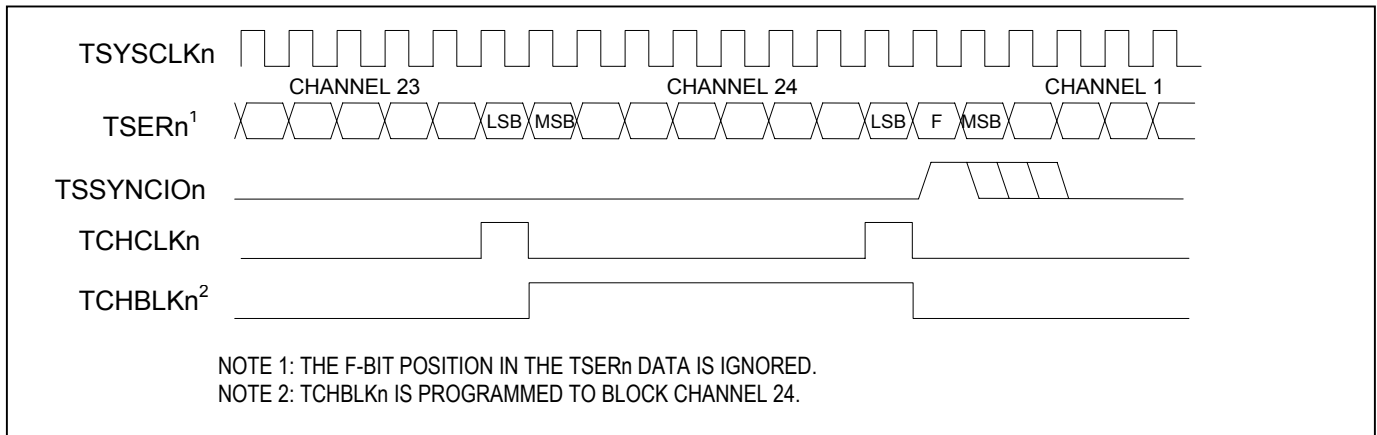 TSYSCLKn
CHANNEL 23 CHANNEL 24 CHANNEL 1
TSERn1 LSB MSB LSB F MSB
TSSYNCIOn
TCHCLKn
TCHBLKn2
NOTE 1: THE F-BIT POSITION IN THE TSERn DATA IS IGNORED.
NOTE 2: TCHBLKn IS PROGRAMMED TO BLOCK CHANNEL 24.